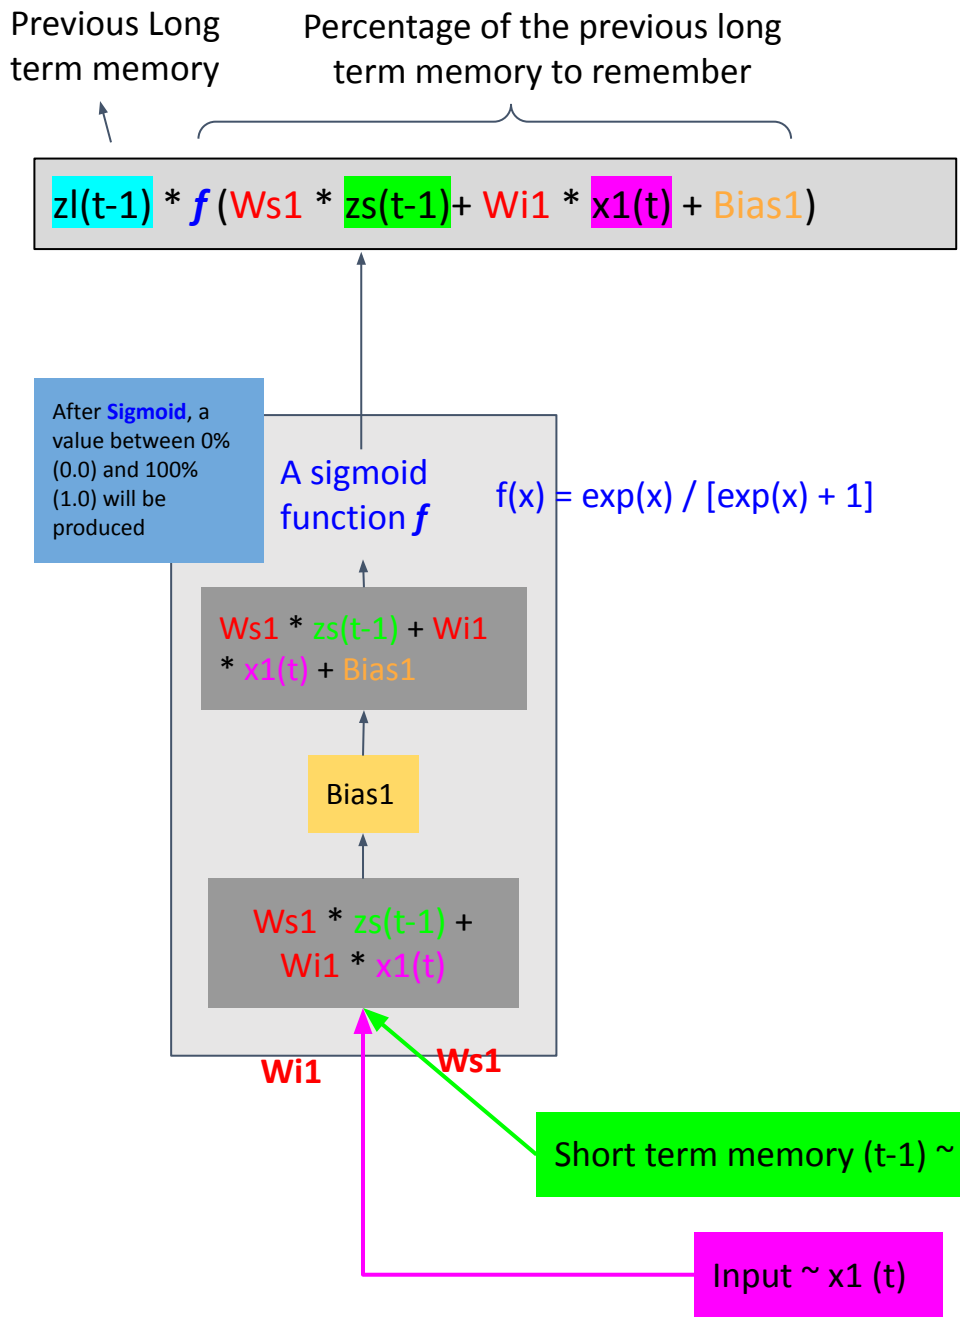 Previous Long
term memory
Percentage of the previous long
term memory to remember
zl(t-1) * f (Ws1 * zs(t-1)+ Wi1 * x1(t) + Bias1)
After Sigmoid, a
value between 0%
(0.0) and 100%
(1.0) will be
produced
A sigmoid
function f
f(x) = exp(x) / [exp(x) + 1]
Ws1 * zs(t-1) + Wi1
* x1(t) + Bias1
Bias1
Ws1 * zs(t-1) +
Wi1 * x1(t)
Wi1
Ws1
Short term memory (t-1) ~
Input ~ x1 (t)